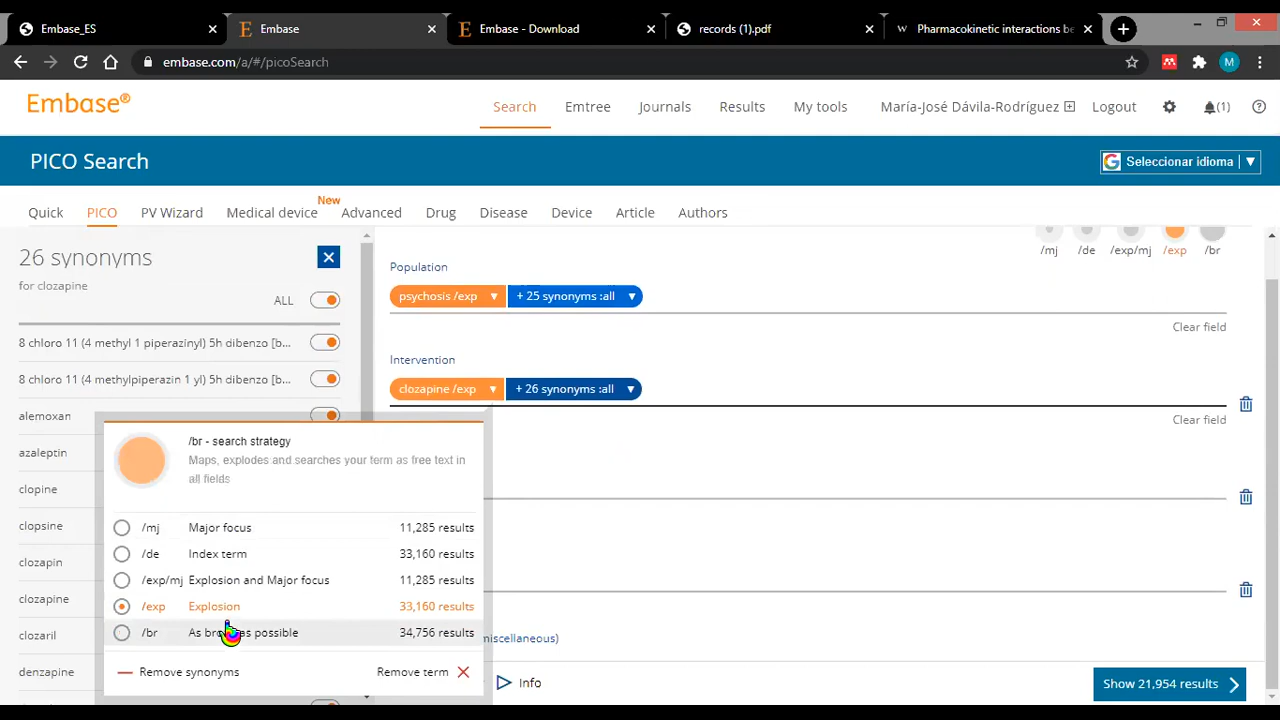 Embase_ES
Embase
Embase - Download
records (1).pdf
Pharmacokinetic interactions be
embase.com/a/#/picoSearch
M
Embase®
Search
Emtree
Journals
Results
My tools
María-José Dávila-Rodríguez
Logout
(1)
PICO Search
Seleccionar idioma
New
Quick
PICO
PV Wizard
Medical device
Advanced
Drug
Disease
Device
Article
Authors
26 synonyms
for clozapine
ALL
8 chloro 11 (4 methyl 1 piperazinyl) 5h dibenzo [b...
8 chloro 11 (4 methylpiperazin 1 yl) 5h dibenzo [b...
alemoxan
azaleptin
clopine
clopsine
clozapin
clozapine
clozaril
denzapine
/mj
/de
/exp/mj
/exp
/br
Population
psychosis /exp
+ 25 synonyms :all
Clear field
Intervention
clozapine /exp
+ 26 synonyms :all
Clear field
/br - search strategy
Maps, explodes and searches your term as free text in
all fields
/mj Major focus 11,285 results
/de Index term 33,160 results
/exp/mj Explosion and Major focus 11,285 results
/exp Explosion 33,160 results
/br As possible 34,756 results
Remove synonyms
Remove term
miscellaneous)
Info
Show 21,954 results